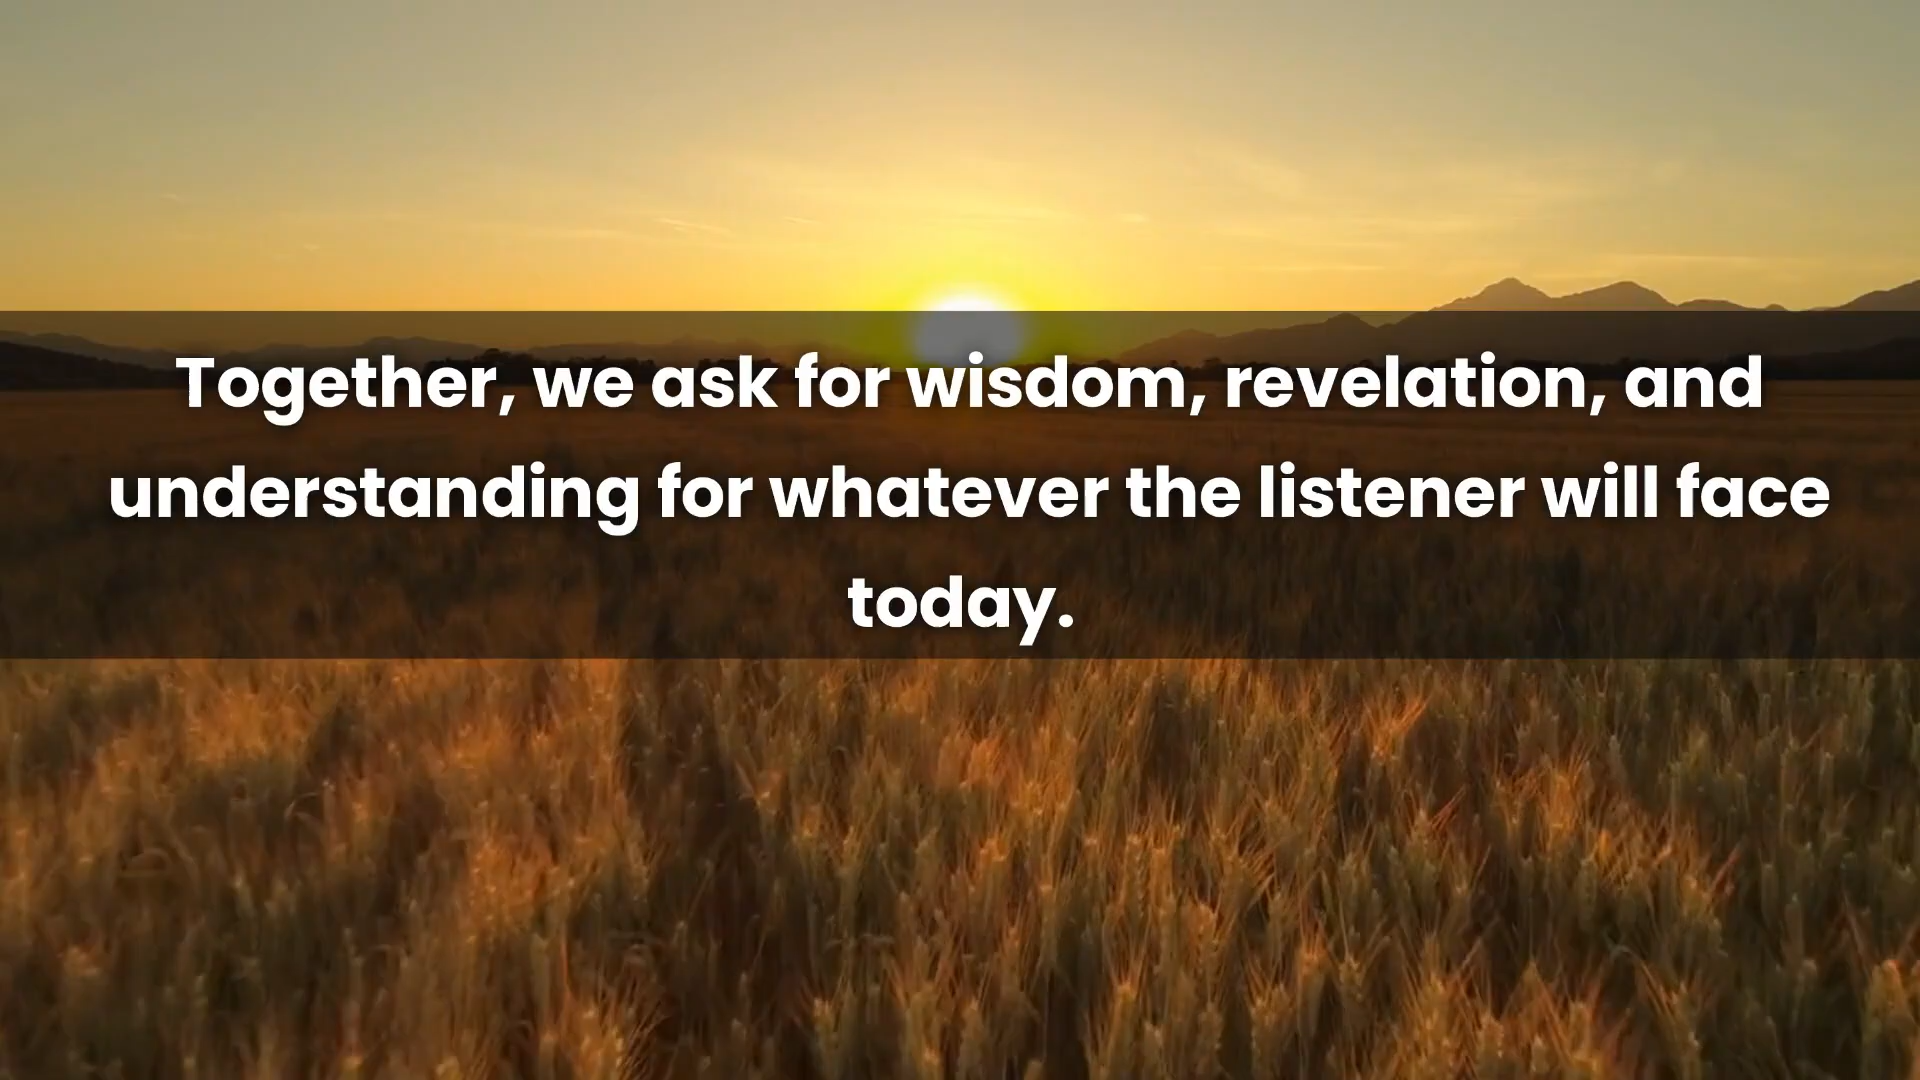 Together, we ask for wisdom, revelation, and
understanding for whatever the listener will face
today.